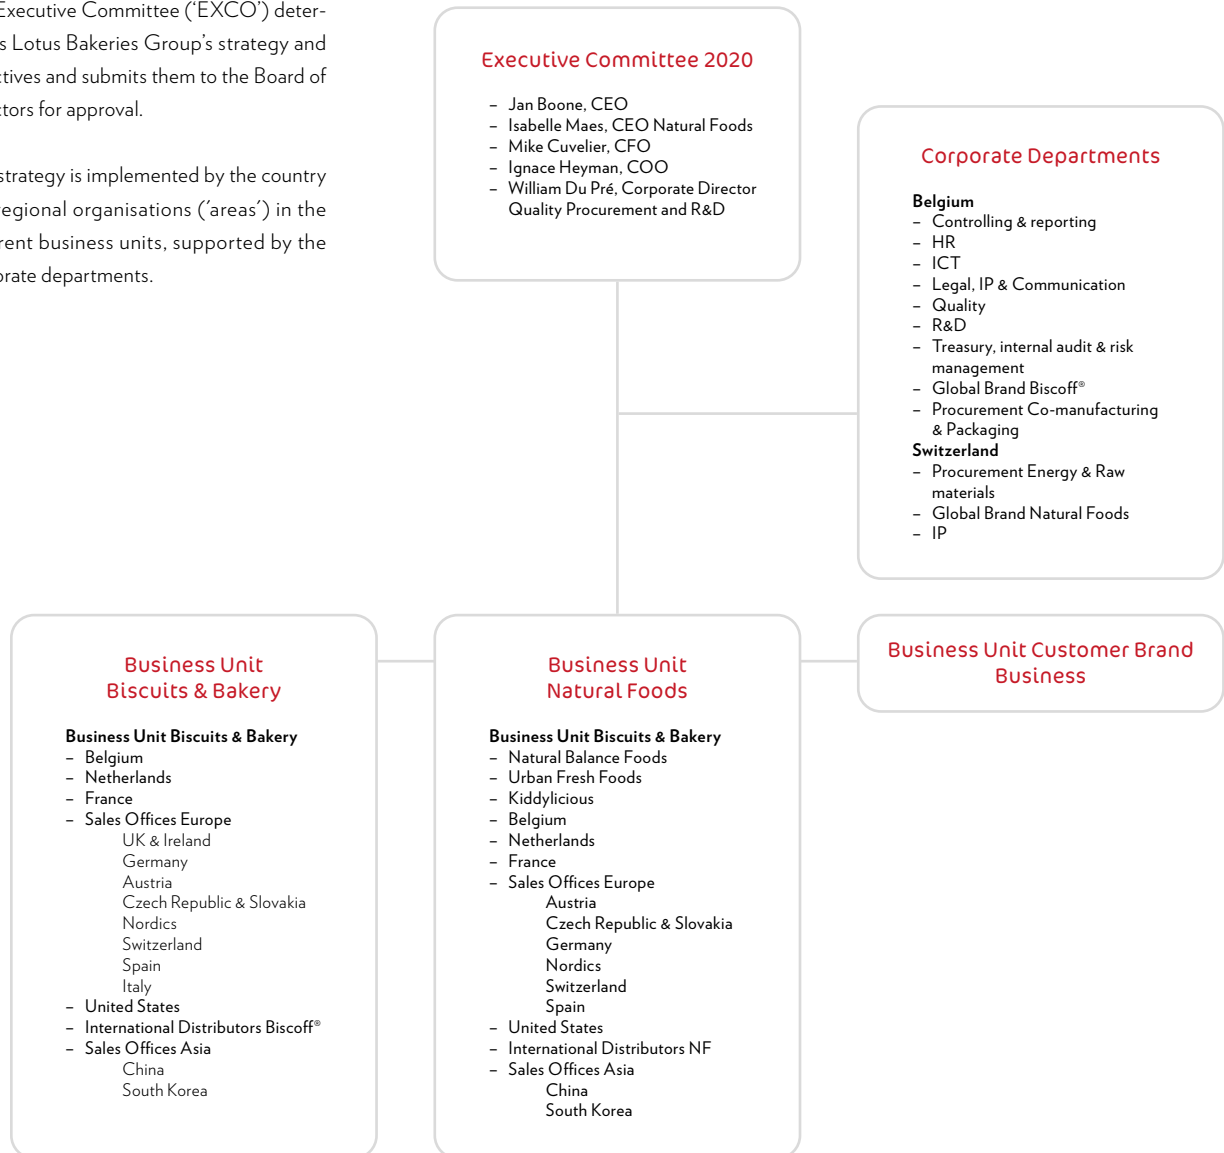 Executive Committee (‘EXCO’) deter-
s Lotus Bakeries Group’s strategy and
ctives and submits them to the Board of
ctors for approval.
strategy is implemented by the country
regional organisations (‘areas’) in the
rent business units, supported by the
orate departments.
Executive Committee 2020
– Jan Boone, CEO
– Isabelle Maes, CEO Natural Foods
– Mike Cuvelier, CFO
– Ignace Heyman, COO
– William Du Pré, Corporate Director
Quality Procurement and R&D
Corporate Departments
Belgium
– Controlling & reporting
– HR
– ICT
– Legal, IP & Communication
– Quality
– R&D
– Treasury, internal audit & risk
management
– Global Brand Biscoff®
– Procurement Co-manufacturing
& Packaging
Switzerland
– Procurement Energy & Raw
materials
– Global Brand Natural Foods
– IP
Business Unit
Biscuits & Bakery
Business Unit Biscuits & Bakery
– Belgium
– Netherlands
– France
– Sales Offices Europe
UK & Ireland
Germany
Austria
Czech Republic & Slovakia
Nordics
Switzerland
Spain
Italy
– United States
– International Distributors Biscoff®
– Sales Offices Asia
China
South Korea
Business Unit
Natural Foods
Business Unit Biscuits & Bakery
– Natural Balance Foods
– Urban Fresh Foods
– Kiddylicious
– Belgium
– Netherlands
– France
– Sales Offices Europe
Austria
Czech Republic & Slovakia
Germany
Nordics
Switzerland
Spain
– United States
– International Distributors NF
– Sales Offices Asia
China
South Korea
Business Unit Customer Brand
Business